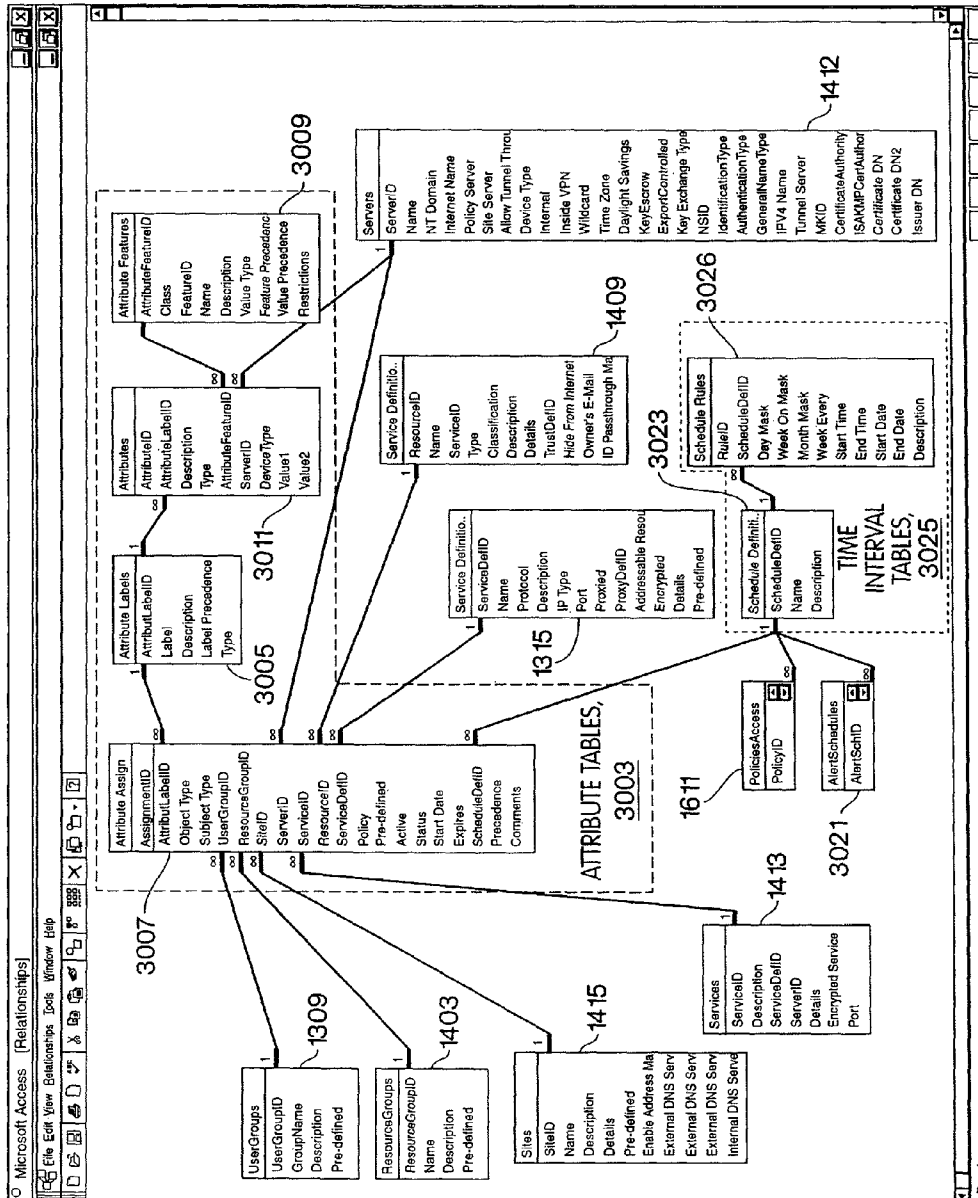 Microsoft Access [Relationships]
File Edit View Relationships Tools Window Help
UserGroups
UserGroupID
GroupName
Description
Pre-defined
1309
ResourceGroups
ResourceGroupID
Name
Description
Pre-defined
1403
Sites
SiteID
Name
Description
Details
Pre-defined
Enable Address Ma
External DNS Serv
External DNS Serv
External DNS Serv
Internal DNS Serve
1415
Services
ServiceID
Description
ServiceDefID
ServerID
Details
Encrypted Service
Port
1413
3007
Attribute Assign
AssignmentID
AttributLabelID
Object Type
Subject Type
UserGroupID
ResourceGroupID
SiteID
ServerID
ServiceID
ResourceID
ServiceDefID
Policy
Pre-defined
Active
Status
Start Date
Expires
ScheduleDefID
Precedence
Comments
ATTRIBUTE TABLES,
3003
Attribute Labels
AttributLabelID
Label
Description
Label Precedence
Type
3005
Attributes
AttributeID
AttributeLabelID
Description
Type
AttributeFeatureID
ServerID
DeviceType
Value1
Value2
3011
Attribute Features
AttributeFeatureID
Class
FeatureID
Name
Description
Value Type
Feature Precedenc
Value Precedence
Restrictions
3009
Servers
ServerID
Name
NT Domain
Internet Name
Policy Server
Site Server
Allow Tunnel Throu
Device Type
Internal
Inside VPN
Wildcard
Time Zone
Daylight Savings
KeyEscrow
ExportControlled
Key Exchange Type
NSID
IdentificationType
AuthenticationType
GeneralNameType
IPV4 Name
Tunnel Server
MKID
CertificateAuthority
ISAKMPCertAuthor
Certificate DN
Certificate DN2
Issuer DN
1412
Service Definitio..
ResourceID
Name
ServiceID
Type
Classification
Description
Details
TrustDefID
Hide From Internet
Owner's E-Mail
ID Passthrough Ma
1409
Service Definitio..
ServiceDefID
Name
Protocol
Description
IP Type
Port
Proxied
ProxyDefID
Addressable Resou
Encrypted
Details
Pre-defined
1315
1611
PoliciesAccess
PolicyID
AlertSchedules
AlertSchID
3021
3023
Schedule Definiti..
ScheduleDefID
Name
Description
TIME
INTERVAL
TABLES,
3025
Schedule Rules
RuleID
ScheduleDefID
Day Mask
Week On Mask
Month Mask
Week Every
Start Time
End Time
Start Date
End Date
Description
3026